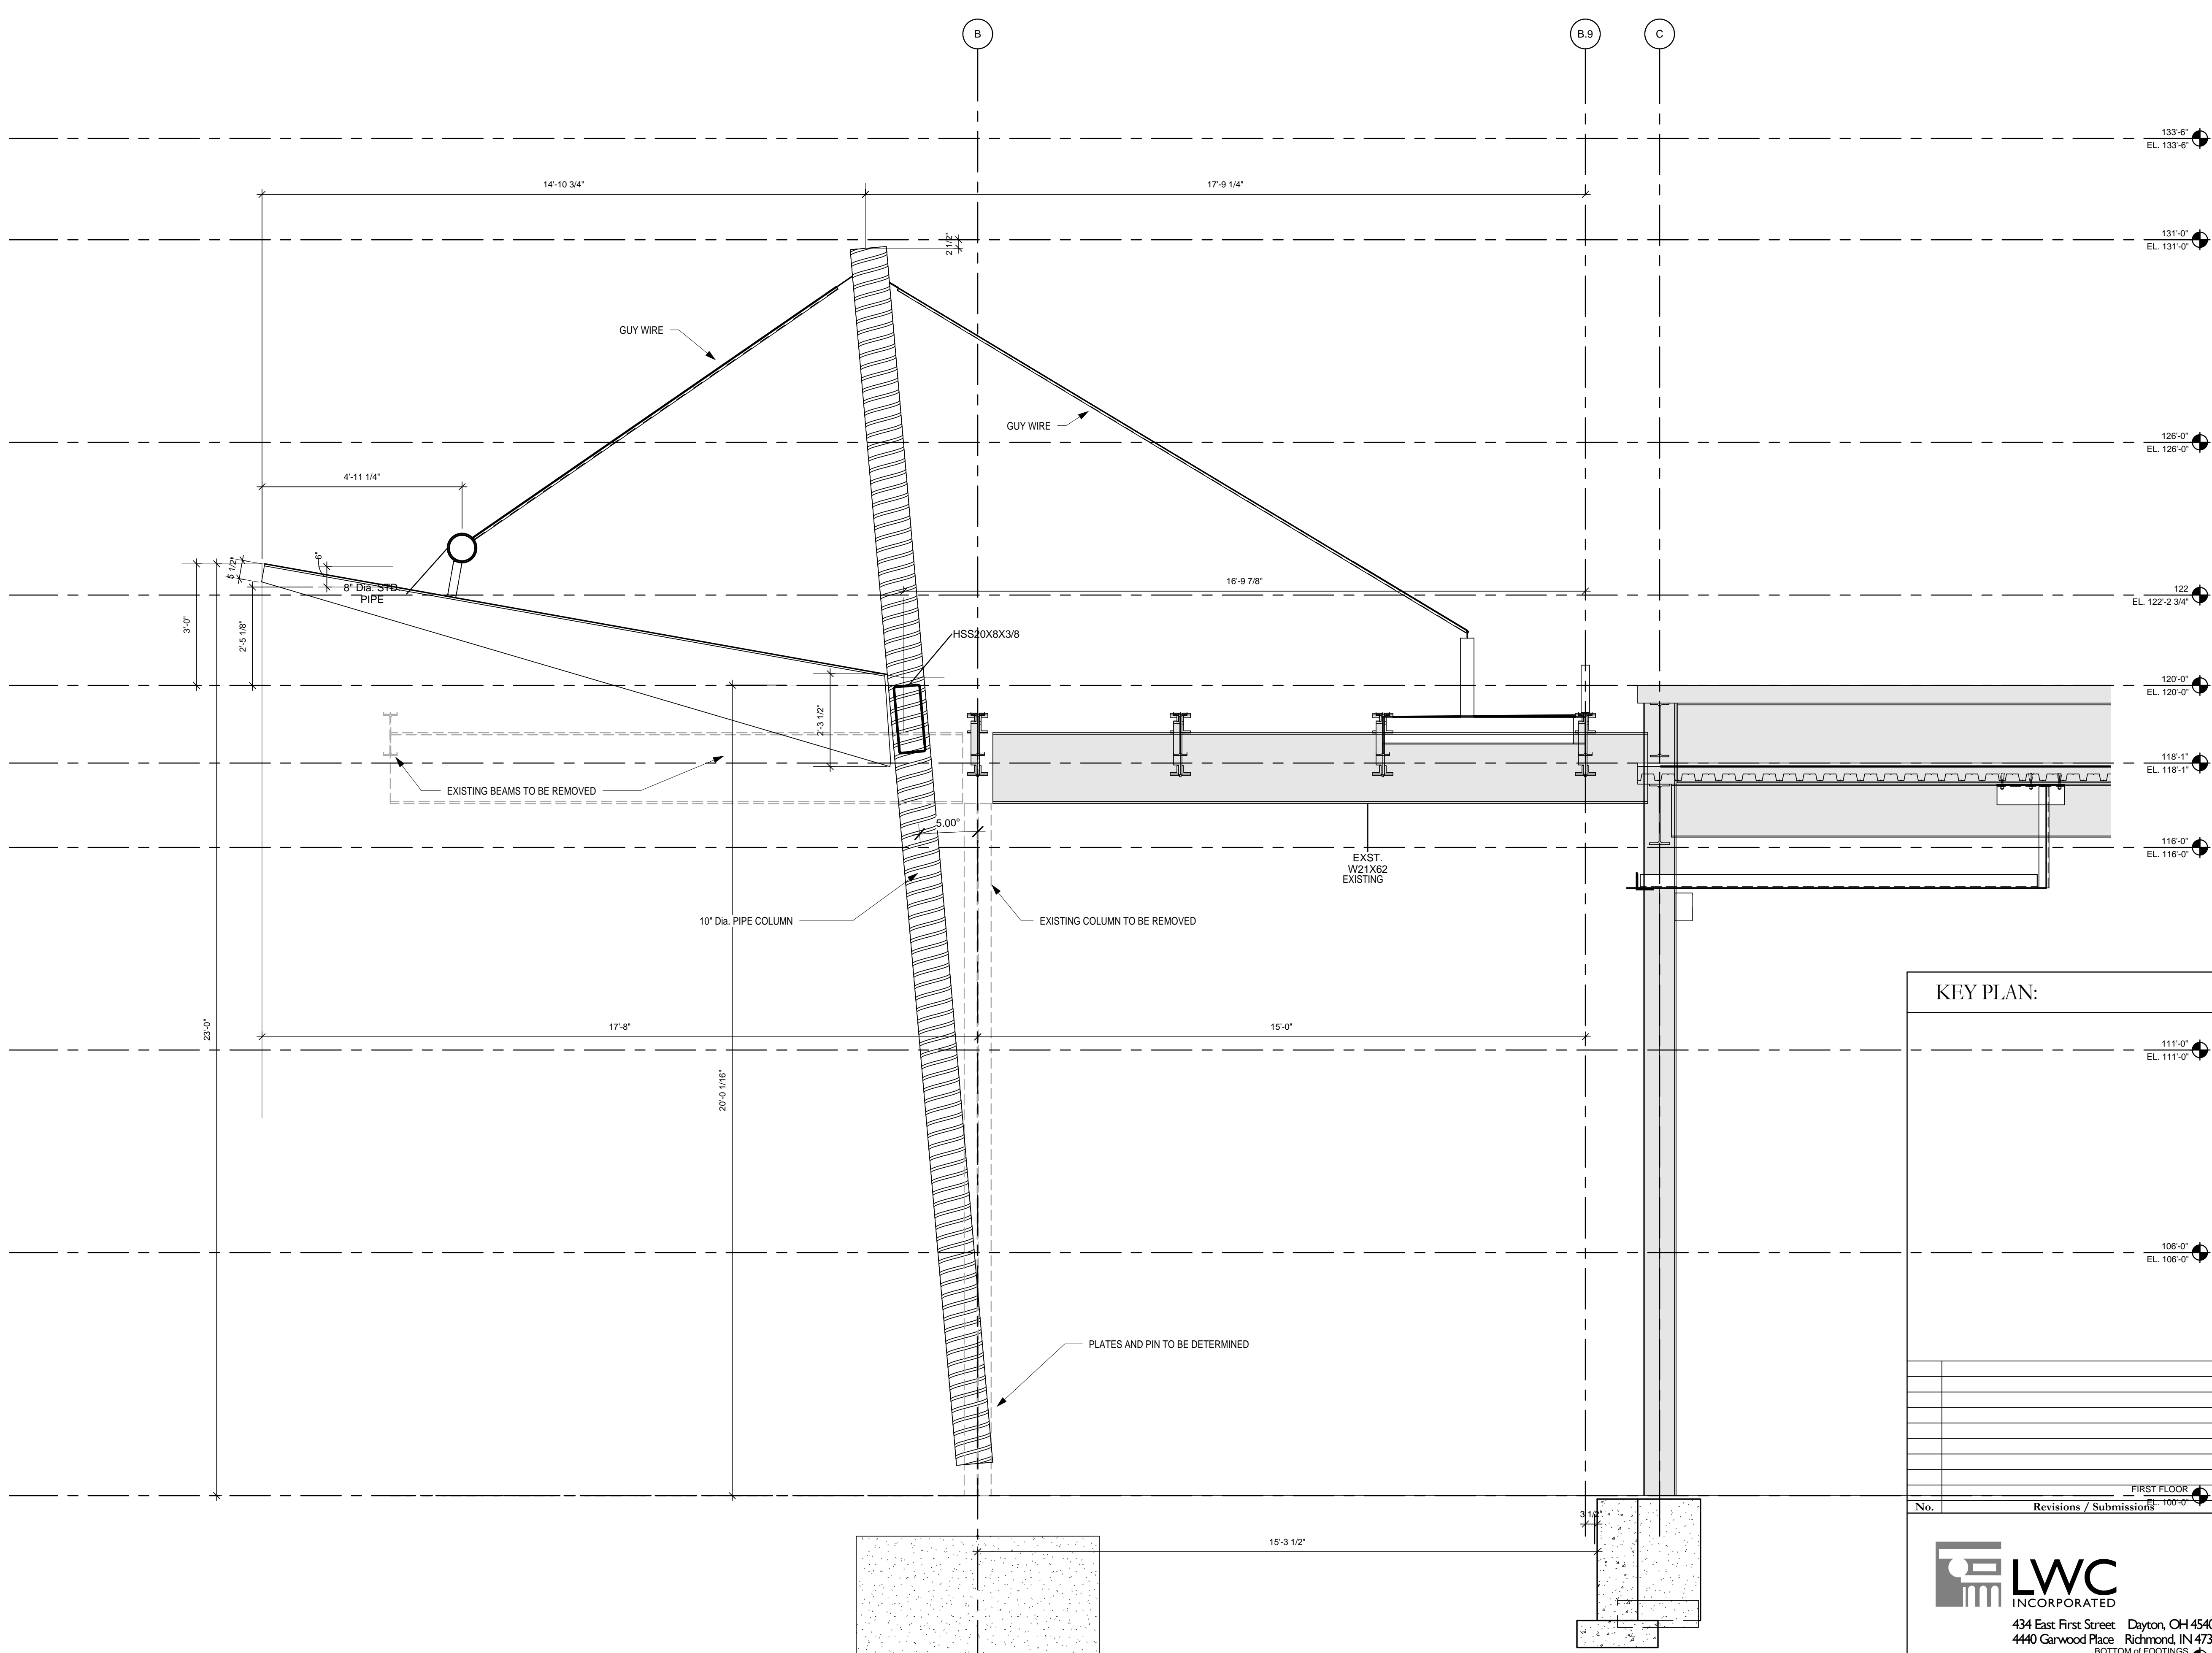 B
B.9
C
133'-6"
EL. 133'-6"
14'-10 3/4"
17'-9 1/4"
131'-0"
EL. 131'-0"
2 1/2"
GUY WIRE
GUY WIRE
126'-0"
EL. 126'-0"
4'-11 1/4"
5 1/2"
6"
8" Dia. STD.
PIPE
16'-9 7/8"
122
EL. 122'-2 3/4"
3'-0"
2'-5 1/8"
HSS20X8X3/8
120'-0"
EL. 120'-0"
2'-3 1/2"
118'-1"
EL. 118'-1"
EXISTING BEAMS TO BE REMOVED
5.00°
116'-0"
EL. 116'-0"
EXST.
W21X62
EXISTING
10" Dia. PIPE COLUMN
EXISTING COLUMN TO BE REMOVED
KEY PLAN:
23'-0"
17'-8"
15'-0"
111'-0"
EL. 111'-0"
20'-0 1/16"
106'-0"
EL. 106'-0"
PLATES AND PIN TO BE DETERMINED
FIRST FLOOR
EL. 100'-0"
No.
Revisions / Submissions
3 1/2"
15'-3 1/2"
LWC
INCORPORATED
434 East First Street Dayton, OH 4540
4440 Garwood Place Richmond, IN 473
BOTTOM of FOOTINGS